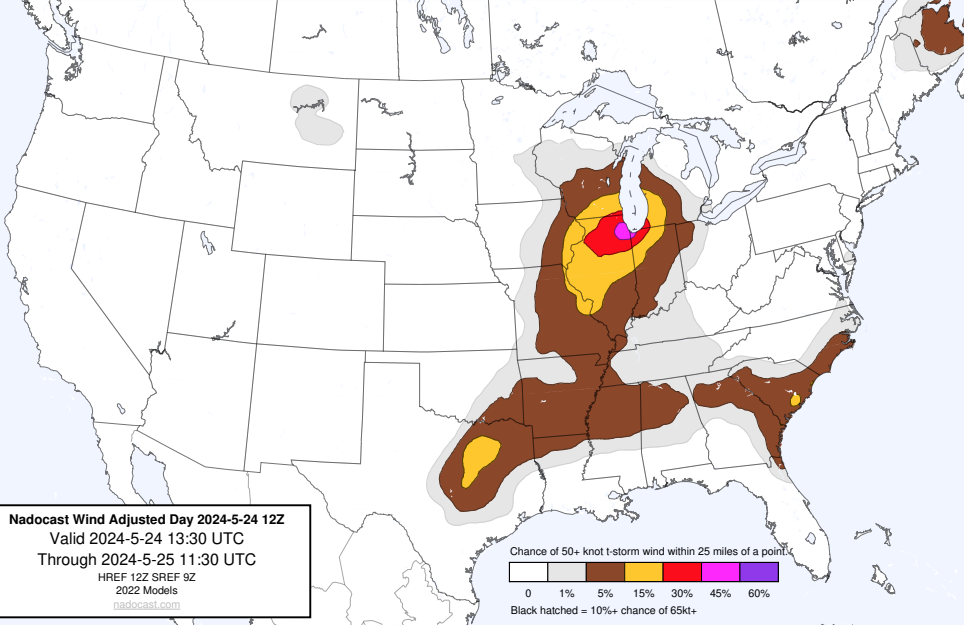 Nadocast Wind Adjusted Day 2024-5-24 12Z
Valid 2024-5-24 13:30 UTC
Through 2024-5-25 11:30 UTC
HREF 12Z SREF 9Z
2022 Models
nadocast.com
Chance of 50+ knot t-storm wind within 25 miles of a point.
0 1% 5% 15% 30% 45% 60%
Black hatched = 10%+ chance of 65kt+